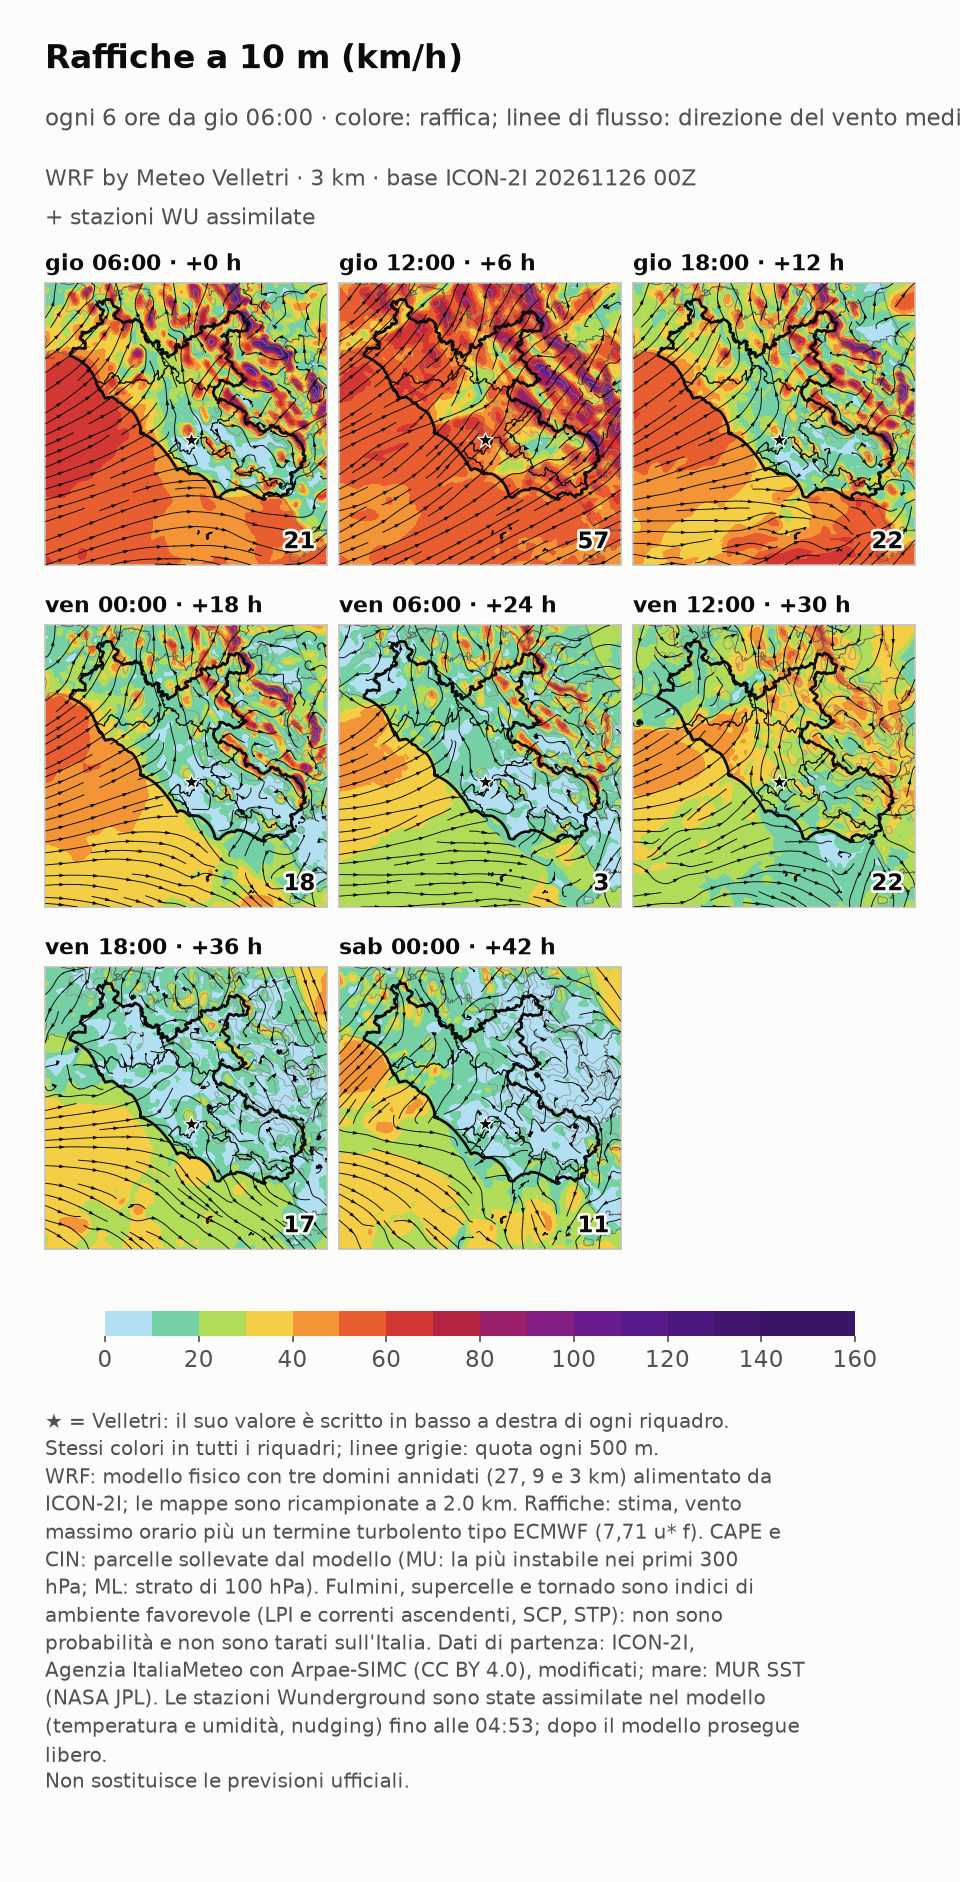 Raffiche a 10 m (km/h)
ogni 6 ore da gio 06:00 · colore: raffica; linee di flusso: direzione del vento medi
WRF by Meteo Velletri · 3 km · base ICON-2I 20261126 00Z
+ stazioni WU assimilate
gio 06:00 · +0 h
gio 12:00 · +6 h
gio 18:00 · +12 h
21
57
22
ven 00:00 · +18 h
ven 06:00 · +24 h
ven 12:00 · +30 h
18
3
22
ven 18:00 · +36 h
sab 00:00 · +42 h
17
11
0 20 40 60 80 100 120 140 160
★ = Velletri: il suo valore è scritto in basso a destra di ogni riquadro.
Stessi colori in tutti i riquadri; linee grigie: quota ogni 500 m.
WRF: modello fisico con tre domini annidati (27, 9 e 3 km) alimentato da
ICON-2I; le mappe sono ricampionate a 2.0 km. Raffiche: stima, vento
massimo orario più un termine turbolento tipo ECMWF (7,71 u* f). CAPE e
CIN: parcelle sollevate dal modello (MU: la più instabile nei primi 300
hPa; ML: strato di 100 hPa). Fulmini, supercelle e tornado sono indici di
ambiente favorevole (LPI e correnti ascendenti, SCP, STP): non sono
probabilità e non sono tarati sull'Italia. Dati di partenza: ICON-2I,
Agenzia ItaliaMeteo con Arpae-SIMC (CC BY 4.0), modificati; mare: MUR SST
(NASA JPL). Le stazioni Wunderground sono state assimilate nel modello
(temperatura e umidità, nudging) fino alle 04:53; dopo il modello prosegue
libero.
Non sostituisce le previsioni ufficiali.